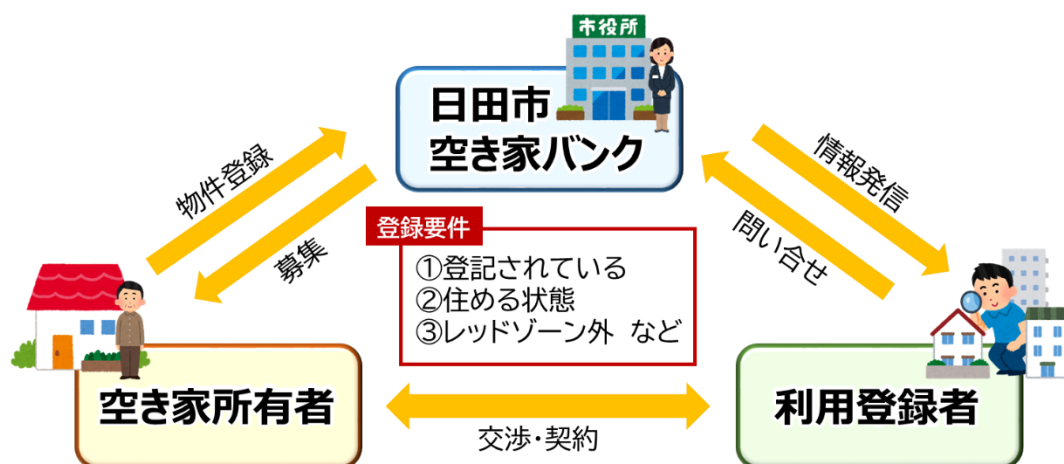 市役所
日田市
空き家バンク
物件登録
募集
情報発信
問い合せ
登録要件
①登記されている
②住める状態
③レッドゾーン外 など
空き家所有者
利用登録者
交渉・契約